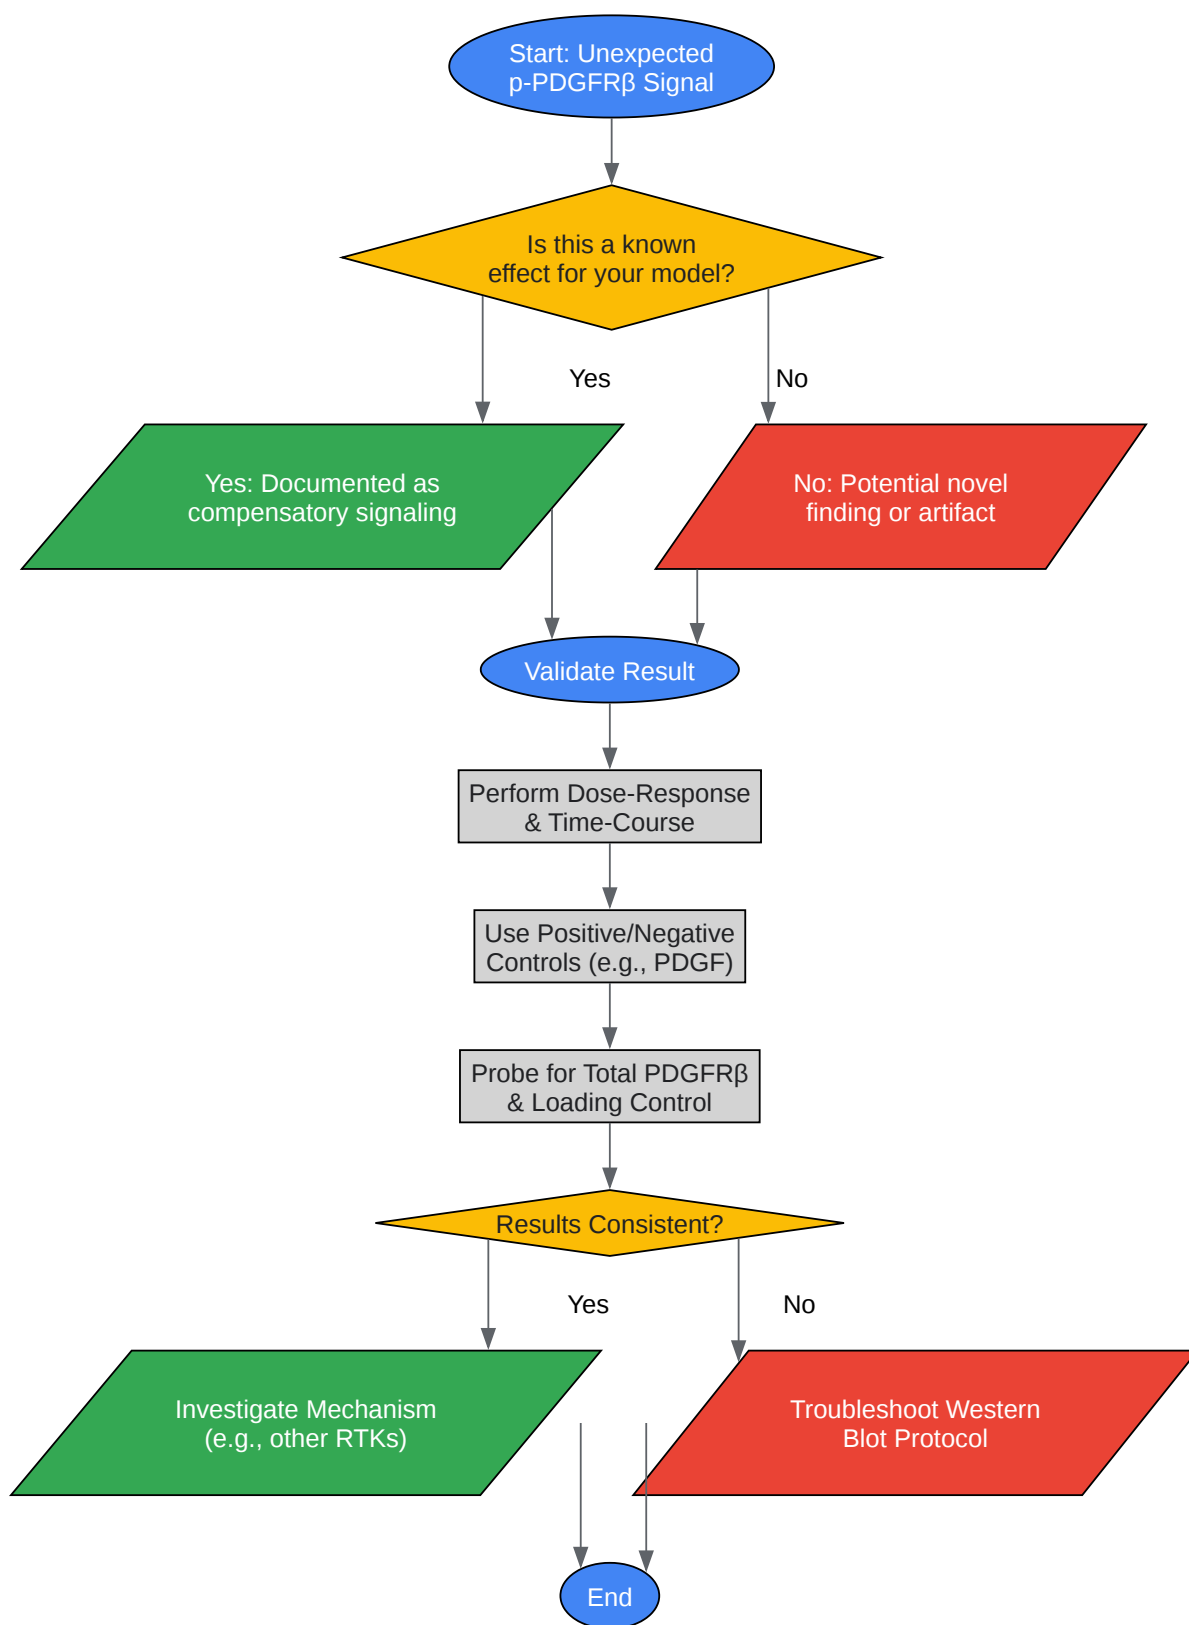 Start: Unexpected
p-PDGFRβ Signal
Is this a known
effect for your model?
Yes
No
Yes: Documented as
compensatory signaling
No: Potential novel
finding or artifact
Validate Result
Perform Dose-Response
& Time-Course
Use Positive/Negative
Controls (e.g., PDGF)
Probe for Total PDGFRβ
& Loading Control
Results Consistent?
Yes
No
Investigate Mechanism
(e.g., other RTKs)
Troubleshoot Western
Blot Protocol
End